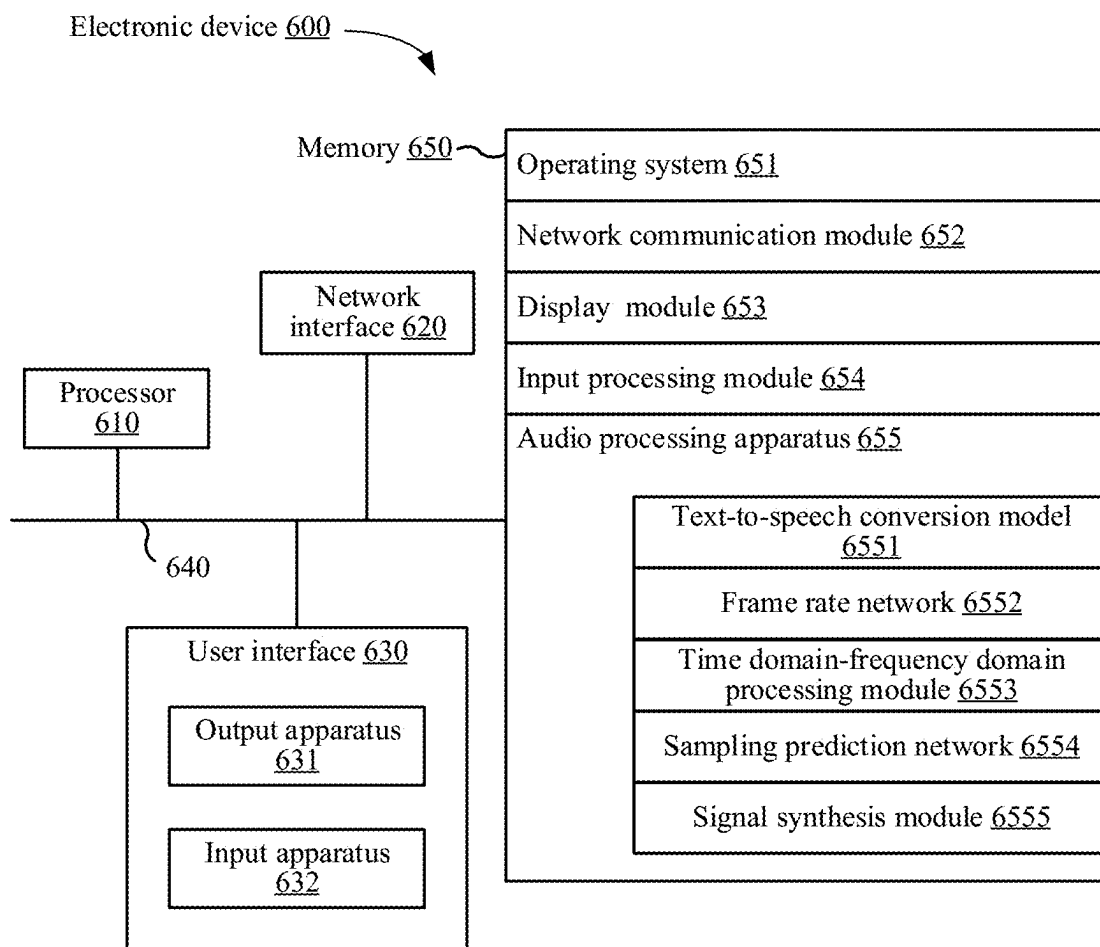 Electronic device 600
Memory 650
Operating system 651
Network communication module 652
Display module 653
Input processing module 654
Audio processing apparatus 655
Text-to-speech conversion model
6551
Frame rate network 6552
Time domain-frequency domain
processing module 6553
Sampling prediction network 6554
Signal synthesis module 6555
Network
interface 620
Processor
610
640
User interface 630
Output apparatus
631
Input apparatus
632